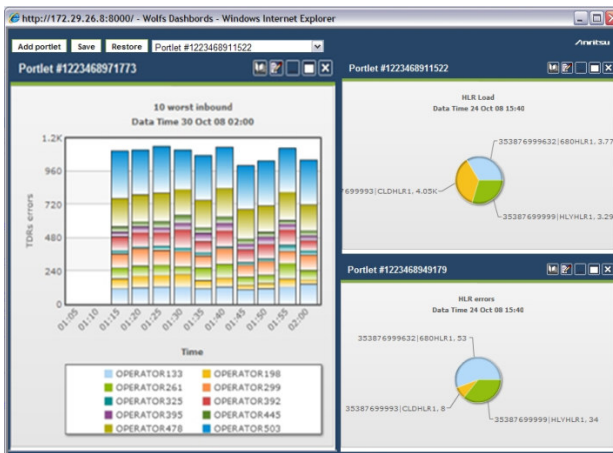 http://172.29.26.8:8000/ - Wolfs Dashbords - Windows Internet Explorer
Add portlet Save Restore Portlet #1223468911522
Anritsu
Portlet #1223468971773
10 worst inbound
Data Time 30 Oct 08 02:00
1.2K
960
720
480
240
0
TDRs errors
01:05 01:10 01:15 01:20 01:25 01:30 01:35 01:40 01:45 01:50 01:55 02:00
Time
OPERATOR133 OPERATOR198
OPERATOR261 OPERATOR299
OPERATOR325 OPERATOR392
OPERATOR395 OPERATOR445
OPERATOR478 OPERATOR503
Portlet #1223468911522
HLR Load
Data Time 24 Oct 08 15:40
353876999632|680HLR1, 3.77
699993|CLDHLR1, 4.05K
353876999999|HLYHLR1, 3.29
Portlet #1223468949179
HLR errors
Data Time 24 Oct 08 15:40
353876999632|680HLR1, 53
35387699993|CLDHLR1, 8
35387699999|HLYHLR1, 34